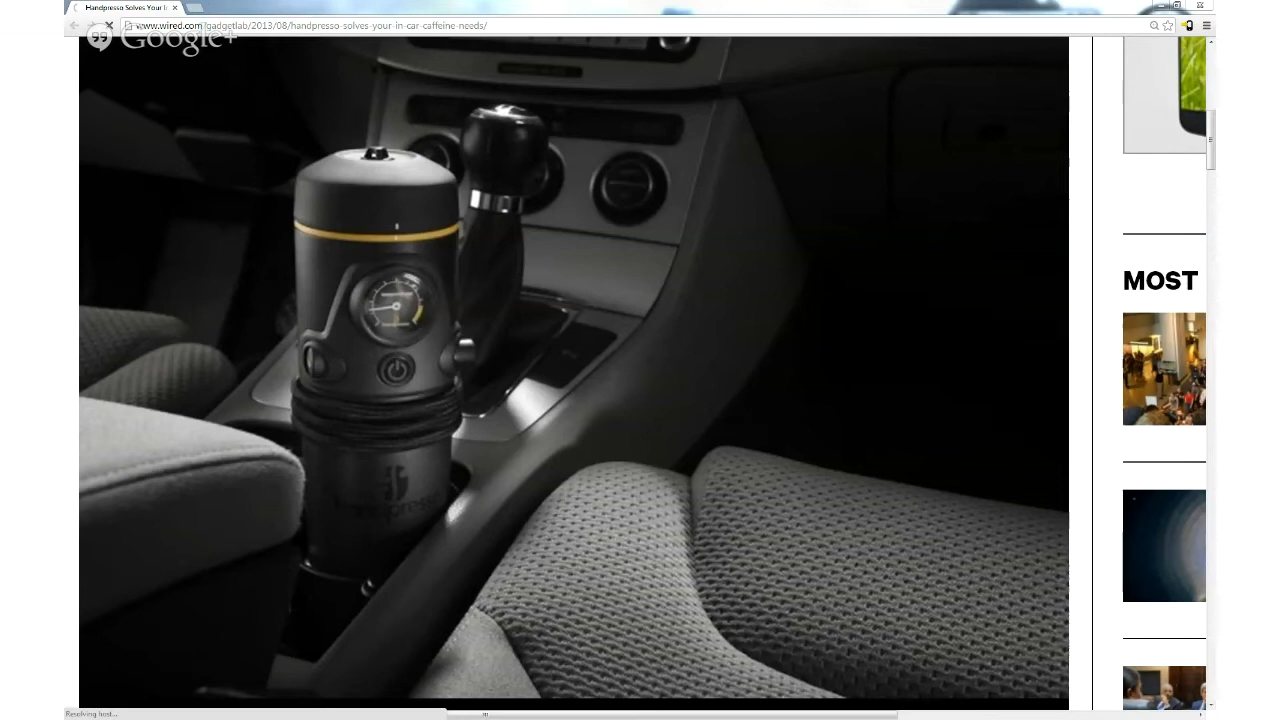 Handpresso Solves Your I
www.wired.com/gadgetlab/2013/08/handpresso-solves-your-in-car-caffeine-needs/
Google+
MOST
handpresso
Resolving host...